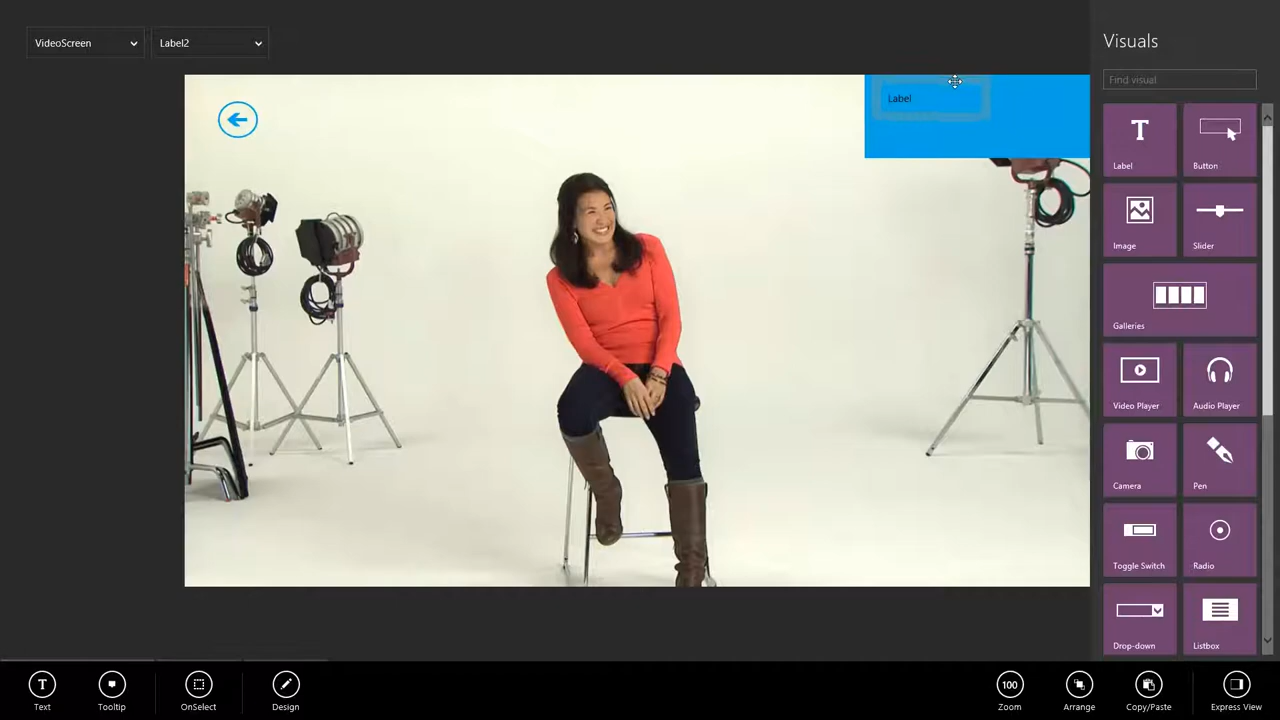 VideoScreen
Label2
Label
Visuals
Find visual
T
Label
Button
Image
Slider
Galleries
Video Player
Audio Player
Camera
Pen
Toggle Switch
Radio
Drop-down
Listbox
T
Text
Tooltip
OnSelect
Design
100
Zoom
Arrange
Copy/Paste
Express View